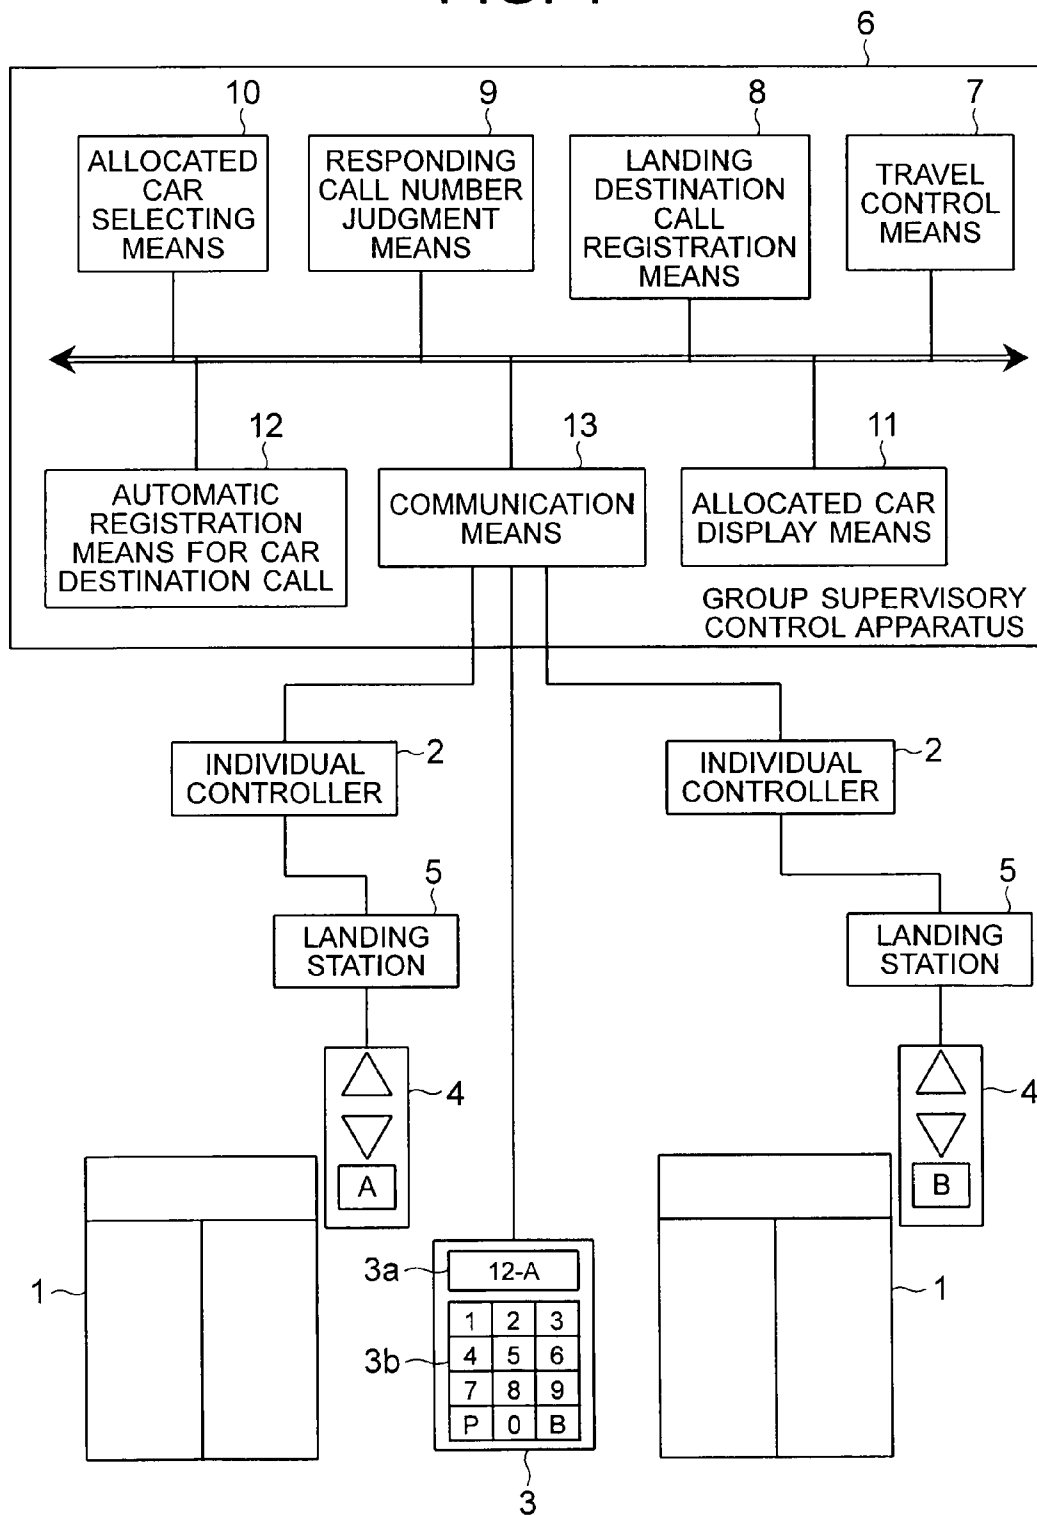 6
10
9
8
7
ALLOCATED
CAR
SELECTING
MEANS
RESPONDING
CALL NUMBER
JUDGMENT
MEANS
LANDING
DESTINATION
CALL
REGISTRATION
MEANS
TRAVEL
CONTROL
MEANS
12
13
11
AUTOMATIC
REGISTRATION
MEANS FOR CAR
DESTINATION CALL
COMMUNICATION
MEANS
ALLOCATED CAR
DISPLAY MEANS
GROUP SUPERVISORY
CONTROL APPARATUS
INDIVIDUAL
CONTROLLER
2
INDIVIDUAL
CONTROLLER
2
5
LANDING
STATION
5
LANDING
STATION
4
A
4
B
1
3a
12-A
3b
1 2 3
4 5 6
7 8 9
P 0 B
3
1